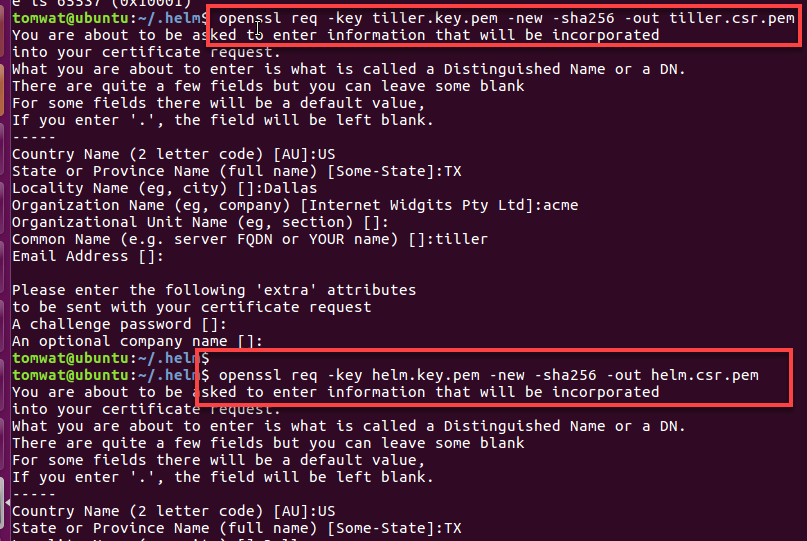 e is 65537 (0x10001)
tomwat@ubuntu:~/.helm$ openssl req -key tiller.key.pem -new -sha256 -out tiller.csr.pem
You are about to be asked to enter information that will be incorporated
into your certificate request.
What you are about to enter is what is called a Distinguished Name or a DN.
There are quite a few fields but you can leave some blank
For some fields there will be a default value,
If you enter '.', the field will be left blank.
-----
Country Name (2 letter code) [AU]:US
State or Province Name (full name) [Some-State]:TX
Locality Name (eg, city) []:Dallas
Organization Name (eg, company) [Internet Widgits Pty Ltd]:acme
Organizational Unit Name (eg, section) []:
Common Name (e.g. server FQDN or YOUR name) []:tiller
Email Address []:
Please enter the following 'extra' attributes
to be sent with your certificate request
A challenge password []:
An optional company name []:
tomwat@ubuntu:~/.helm$
tomwat@ubuntu:~/.helm$ openssl req -key helm.key.pem -new -sha256 -out helm.csr.pem
You are about to be asked to enter information that will be incorporated
into your certificate request.
What you are about to enter is what is called a Distinguished Name or a DN.
There are quite a few fields but you can leave some blank
For some fields there will be a default value,
If you enter '.', the field will be left blank.
-----
Country Name (2 letter code) [AU]:US
State or Province Name (full name) [Some-State]:TX